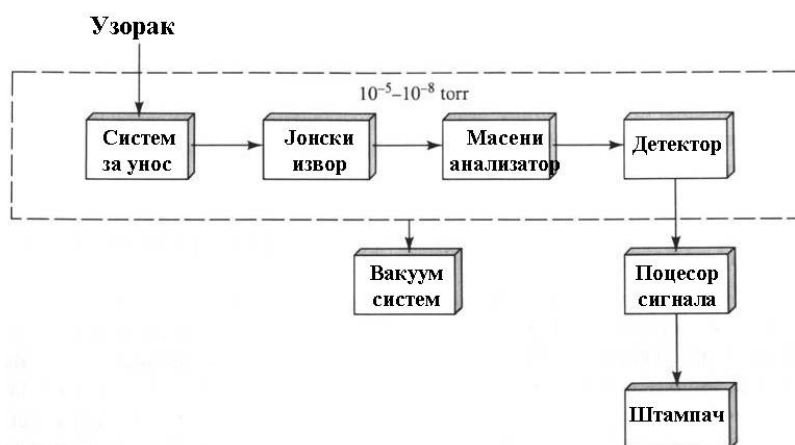 Узорак
10⁻⁵–10⁻⁸ torr
Систем
за унос
Јонски
извор
Масени
анализатор
Детектор
Вакуум
систем
Поцесор
сигнала
Штампач